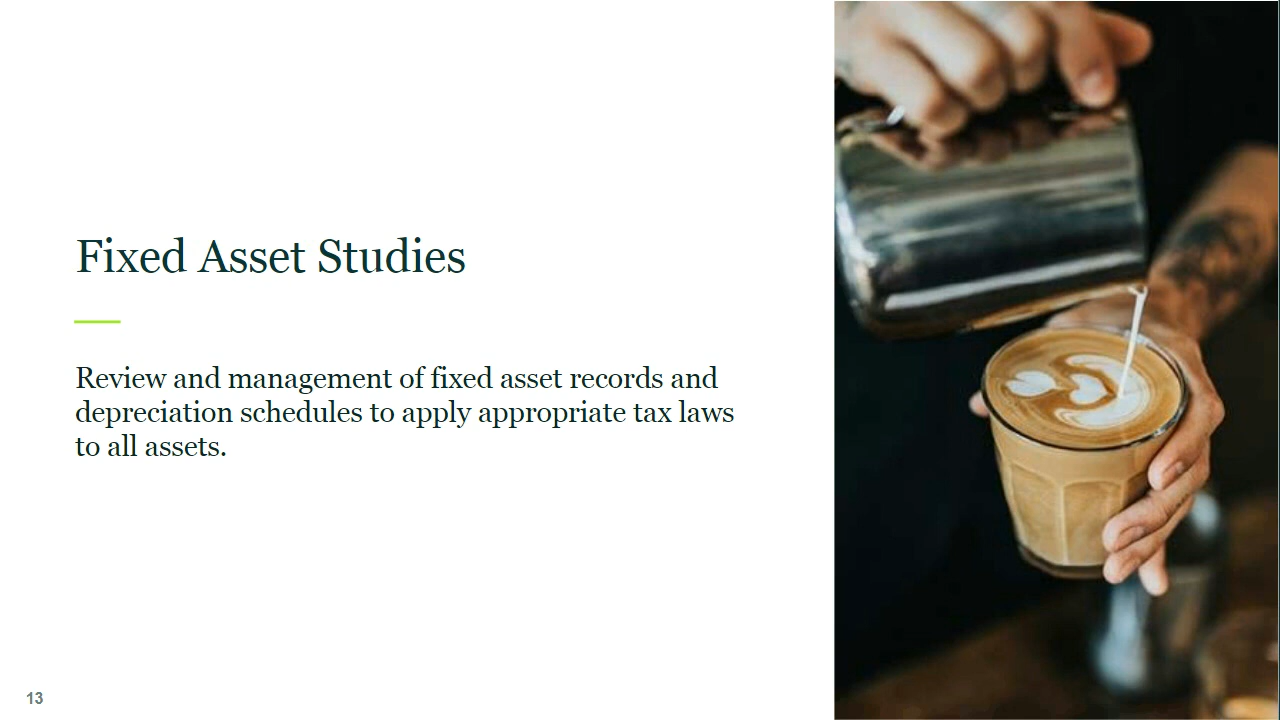 Fixed Asset Studies
Review and management of fixed asset records and
depreciation schedules to apply appropriate tax laws
to all assets.
13